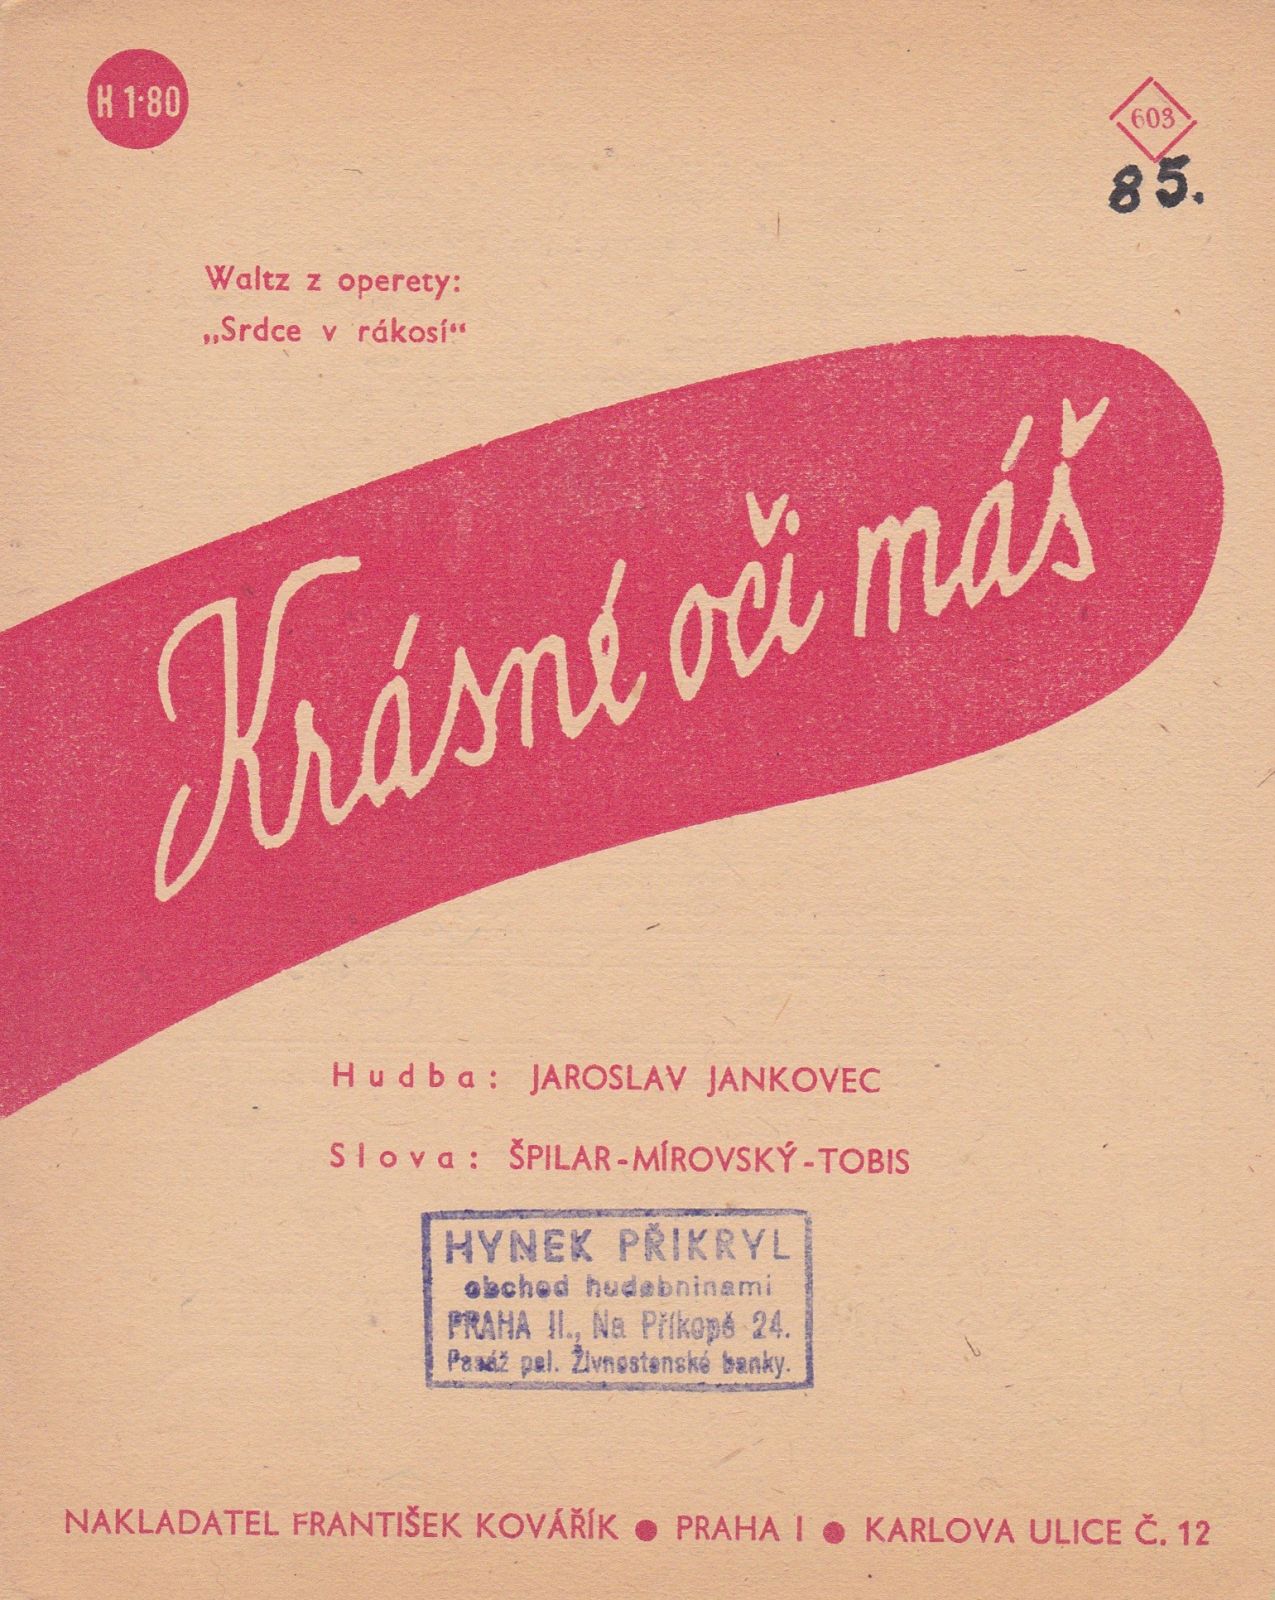 K 1·80
603
85.
Waltz z operety:
„Srdce v rákosí“
Krásné oči máš
Hudba: JAROSLAV JANKOVEC
Slova: ŠPILAR-MÍROVSKÝ-TOBIS
HYNEK PŘIKRYL
obchod hudebninami
PRAHA II., Na Příkopě 24.
Pasáž pal. Živnostenské banky.
NAKLADATEL FRANTIŠEK KOVÁŘÍK ● PRAHA I ● KARLOVA ULICE Č. 12